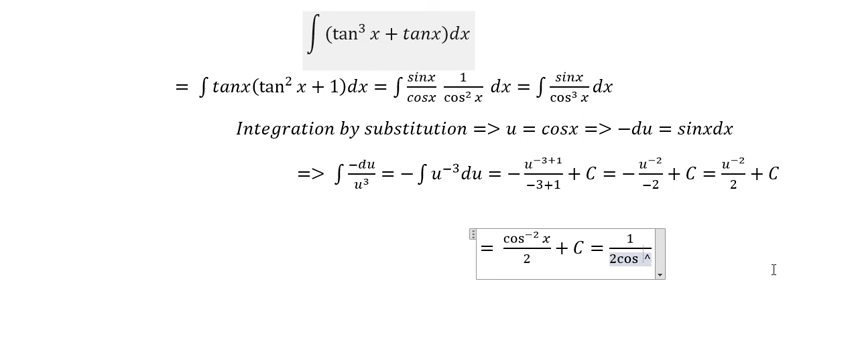 ∫ (tan³ x + tanx)dx
= ∫ tanx(tan² x + 1)dx = ∫ sinx/cosx 1/cos² x dx = ∫ sinx/cos³ x dx
Integration by substitution => u = cosx => −du = sinxdx
=> ∫ −du/u³ = − ∫ u⁻³du = − u⁻³⁺¹/−3+1 + C = − u⁻²/−2 + C = u⁻²/2 + C
= cos⁻² x/2 + C = 1/2cos ^